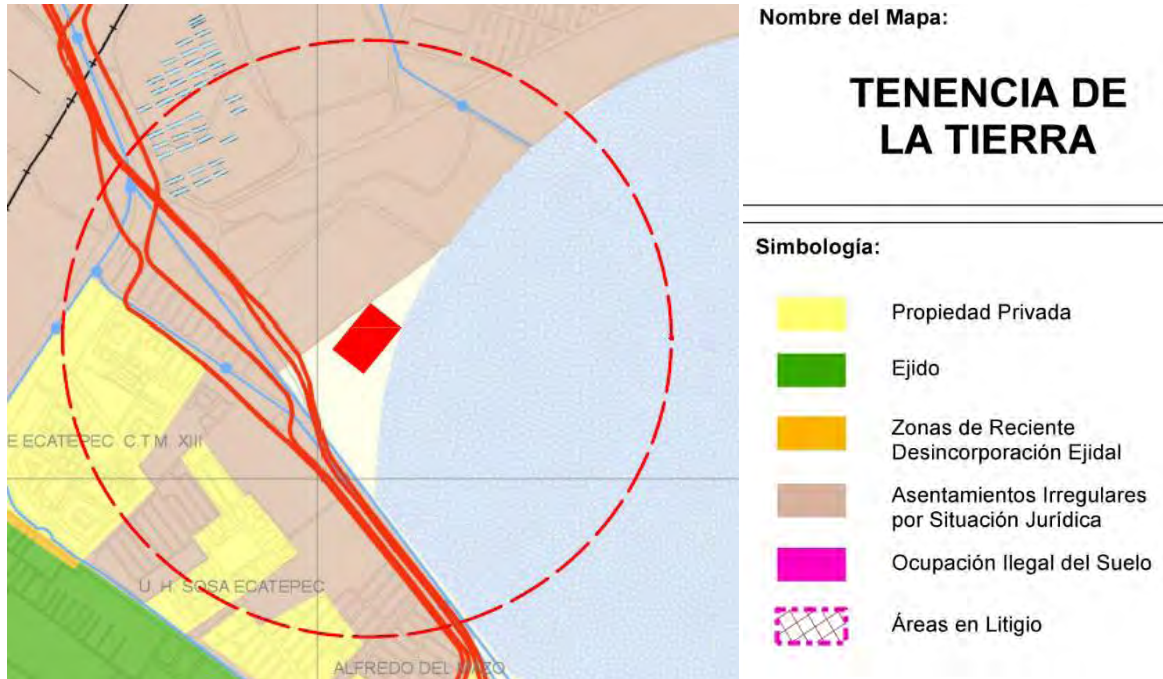 E ECATEPEC C.T.M. XIII
U. H. SOSA ECATEPEC
ALFREDO DEL MAZO
Nombre del Mapa:
TENENCIA DE
LA TIERRA
Simbología:
Propiedad Privada
Ejido
Zonas de Reciente
Desincorporación Ejidal
Asentamientos Irregulares
por Situación Jurídica
Ocupación Ilegal del Suelo
Áreas en Litigio